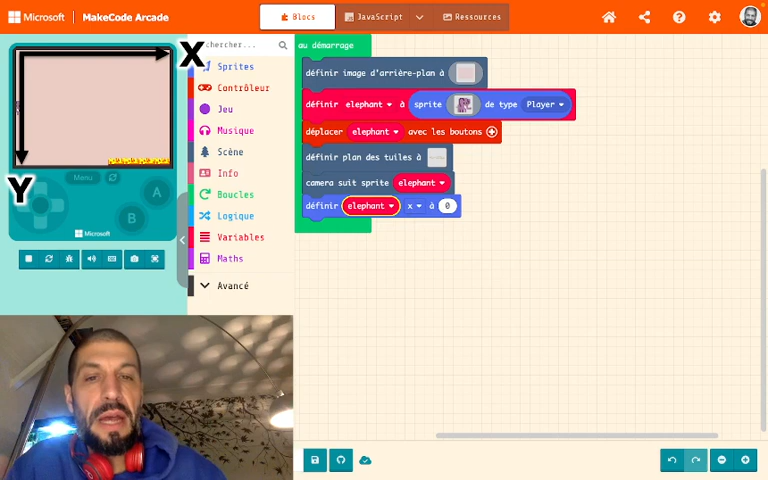 Microsoft
MakeCode Arcade
Blocs
JavaScript
Ressources
X
Y
Menu
A
B
Microsoft
chercher...
Sprites
Contrôleur
Jeu
Musique
Scène
Info
Boucles
Logique
Variables
Maths
Avancé
au démarrage
définir image d'arrière-plan à
définir elephant à sprite de type Player
déplacer elephant avec les boutons
définir plan des tuiles à
camera suit sprite elephant
définir elephant x à 0